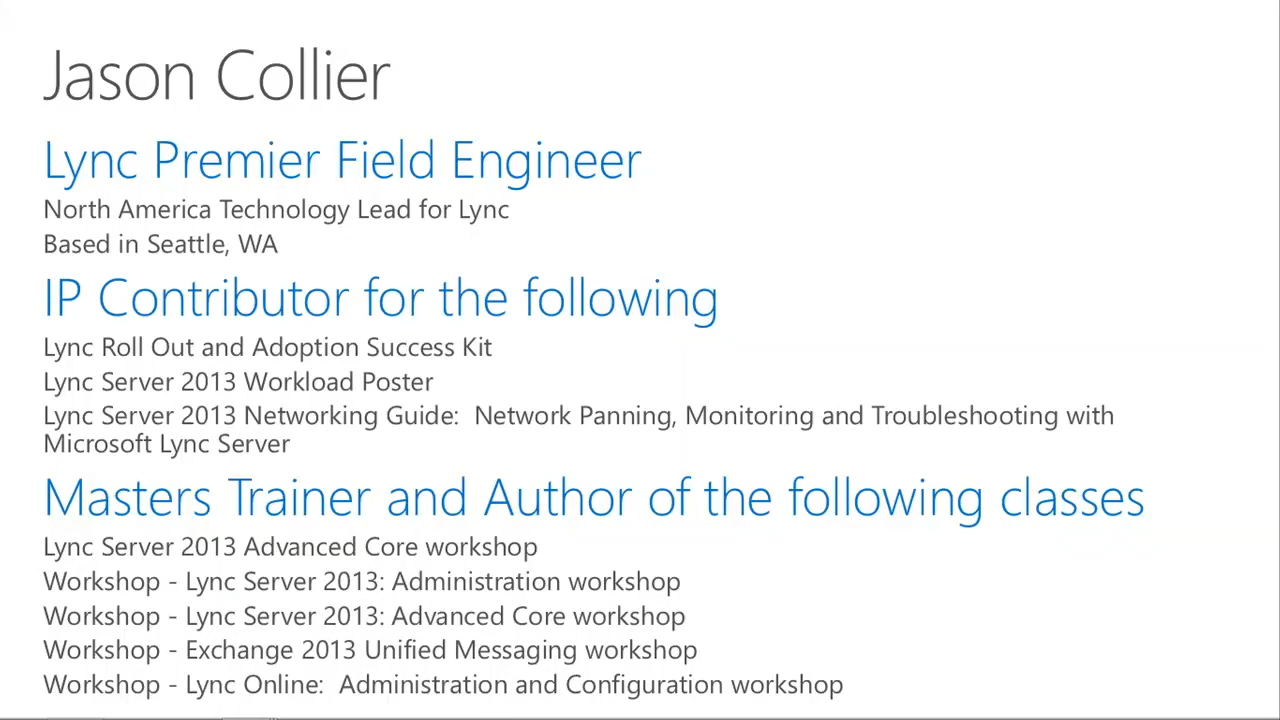 Jason Collier
Lync Premier Field Engineer
North America Technology Lead for Lync
Based in Seattle, WA
IP Contributor for the following
Lync Roll Out and Adoption Success Kit
Lync Server 2013 Workload Poster
Lync Server 2013 Networking Guide:  Network Panning, Monitoring and Troubleshooting with
Microsoft Lync Server
Masters Trainer and Author of the following classes
Lync Server 2013 Advanced Core workshop
Workshop - Lync Server 2013: Administration workshop
Workshop - Lync Server 2013: Advanced Core workshop
Workshop - Exchange 2013 Unified Messaging workshop
Workshop - Lync Online:  Administration and Configuration workshop